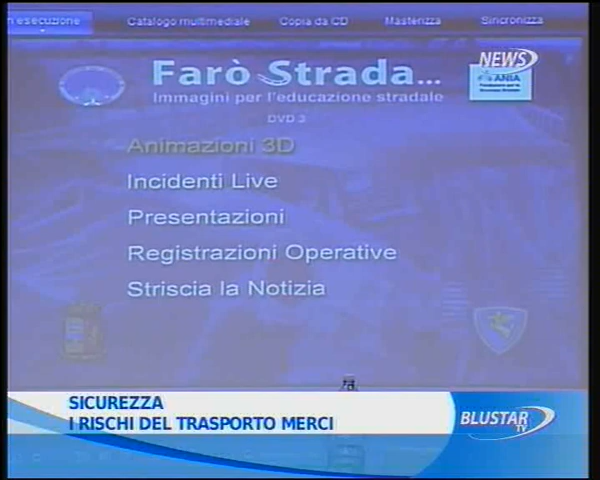 n esecuzione Catalogo multimediale Copia da CD Masterizza Sincronizza
NEWS
Farò Strada...
ANIA
Immagini per l'educazione stradale
DVD 3
Animazioni 3D
Incidenti Live
Presentazioni
Registrazioni Operative
Striscia la Notizia
SICUREZZA
I RISCHI DEL TRASPORTO MERCI
BLUSTAR
TV